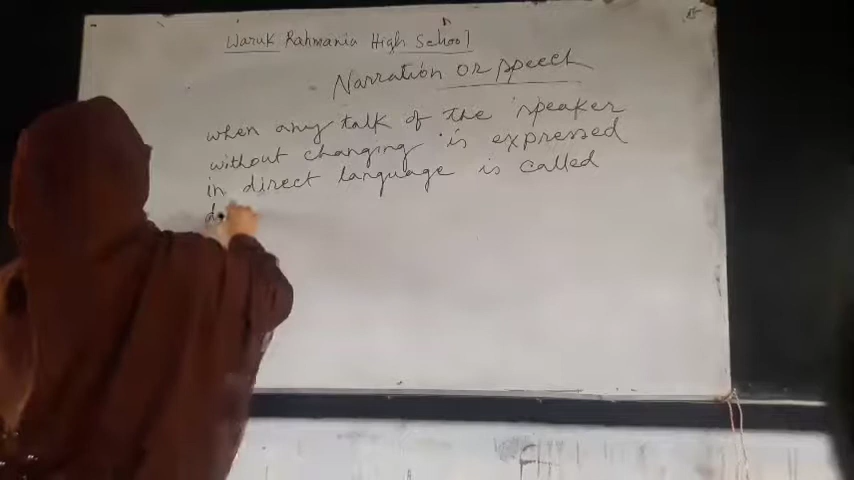 Waruk Rahmania High School
Narration or speech
when any talk of the speaker
without changing is expressed
in direct language is called
d